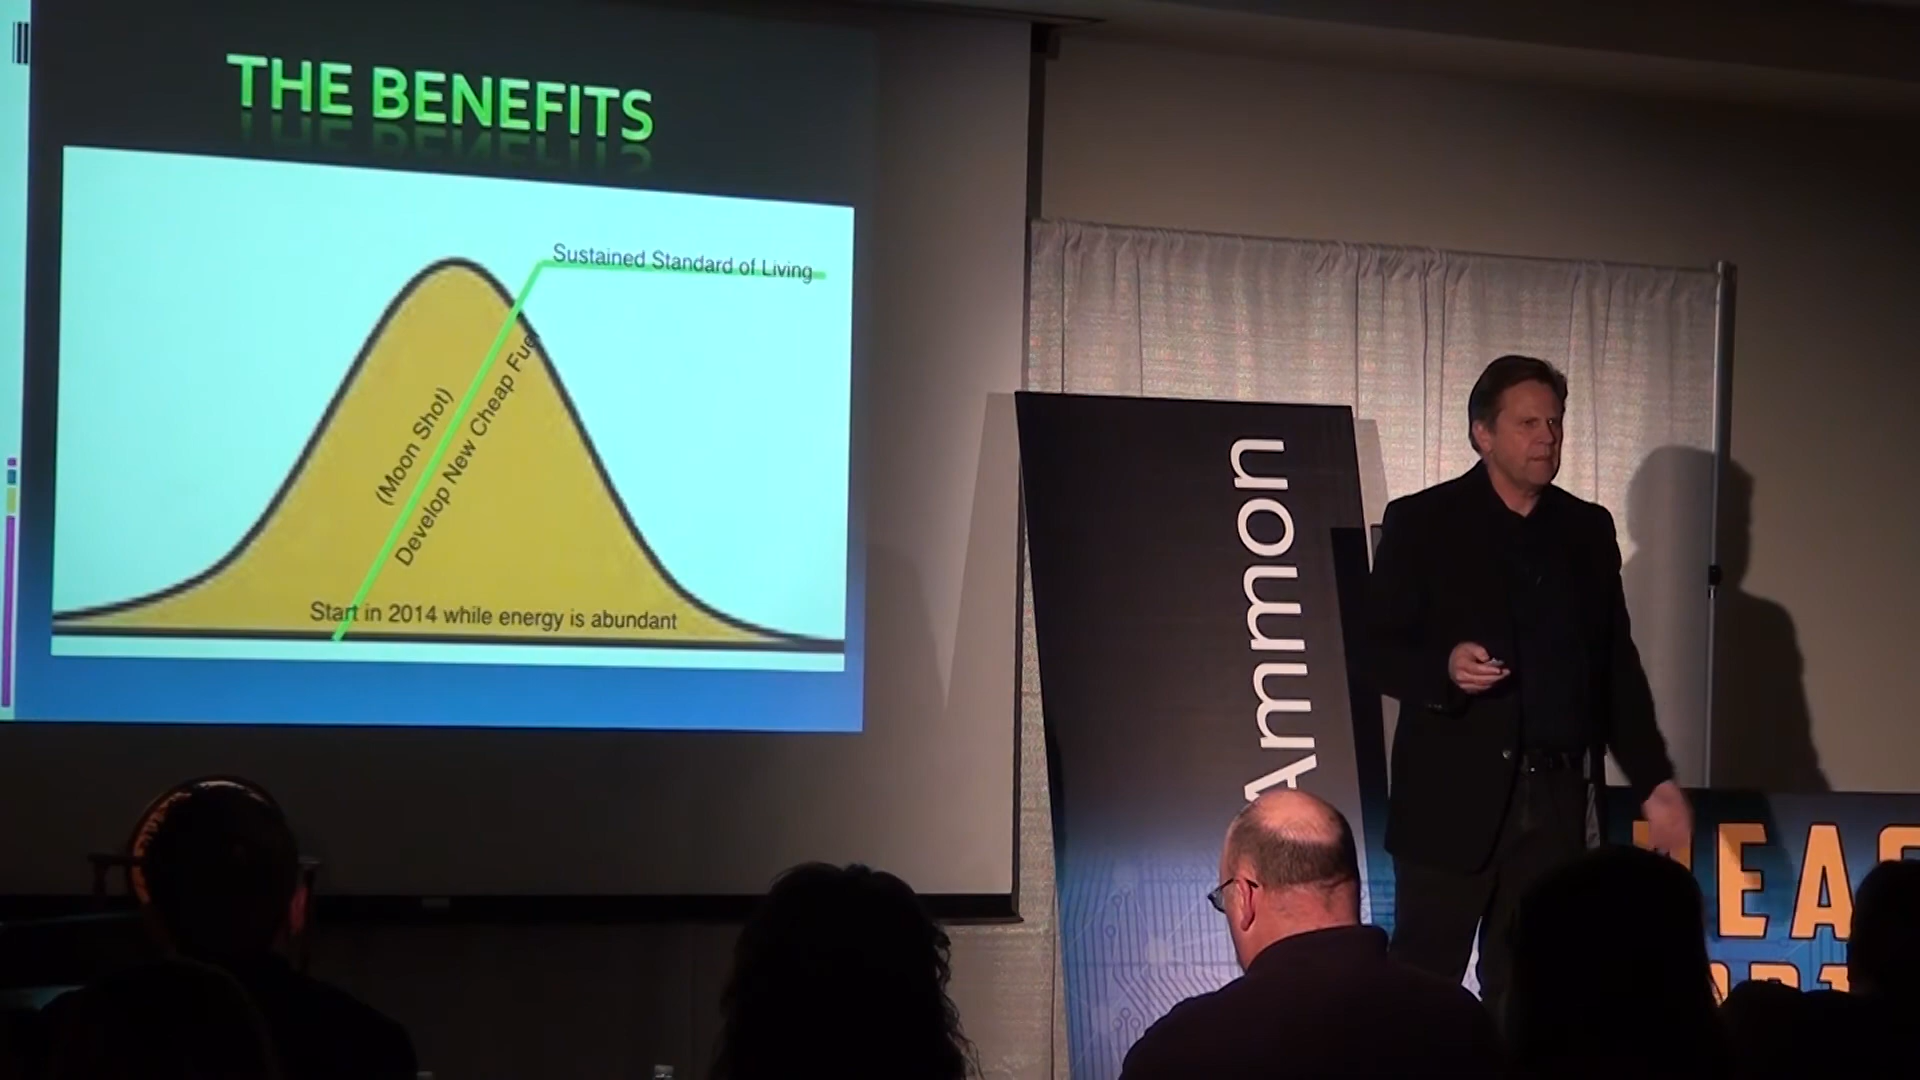 THE BENEFITS
Sustained Standard of Living
(Moon Shot)
Develop New Cheap Fuel
Start in 2014 while energy is abundant
Ammon